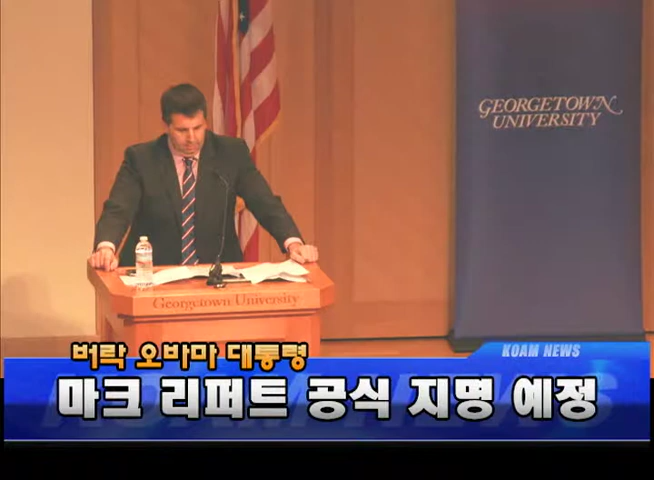 GEORGETOWN
UNIVERSITY
GEORGETOWN UNIVERSITY
버락 오바마 대통령
KOAM NEWS
마크 리퍼트 공식 지명 예정